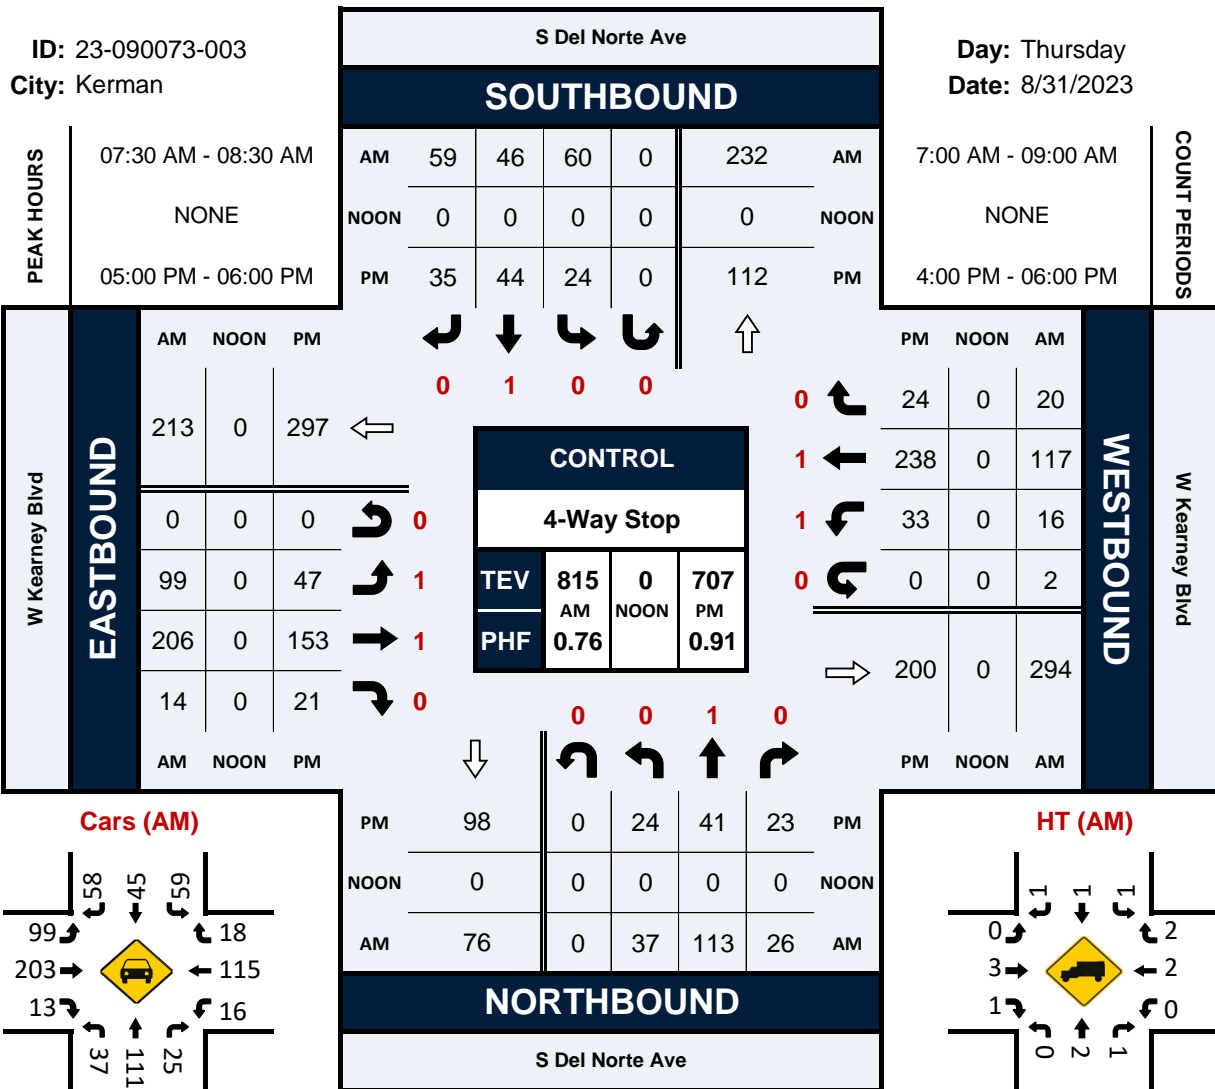 S Del Norte Ave
ID: 23-090073-003
Day: Thursday
City: Kerman
Date: 8/31/2023
SOUTHBOUND
PEAK HOURS
07:30 AM - 08:30 AM
AM 59 46 60 0 232 AM
7:00 AM - 09:00 AM
COUNT PERIODS
NONE
NOON 0 0 0 0 0 NOON
NONE
05:00 PM - 06:00 PM
PM 35 44 24 0 112 PM
4:00 PM - 06:00 PM
0 1 0 0
W Kearney Blvd
EASTBOUND
AM NOON PM
213 0 297
0 0 0 0
99 0 47 1
206 0 153 1
14 0 21 0
AM NOON PM
CONTROL
4-Way Stop
TEV 815 0 707
AM NOON PM
PHF 0.76 0.91
PM NOON AM
0 24 0 20
1 238 0 117
1 33 0 16
0 0 0 2
200 0 294
PM NOON AM
WESTBOUND
W Kearney Blvd
0 0 1 0
PM 98 0 24 41 23 PM
NOON 0 0 0 0 0 NOON
AM 76 0 37 113 26 AM
NORTHBOUND
S Del Norte Ave
Cars (AM)
58 45 59
99 18
203 115
13 16
37 111 25
HT (AM)
1 1 1
0 2
3 2
1 0
0 2 1